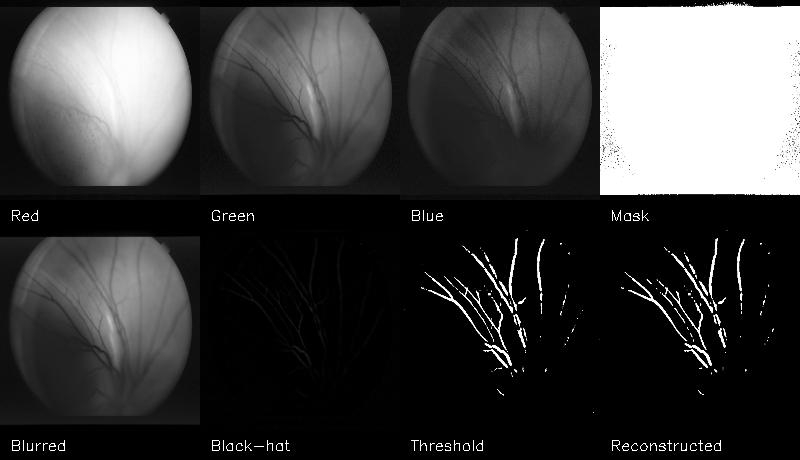 Red
Green
Blue
Mask
Blurred
Black-hat
Threshold
Reconstructed